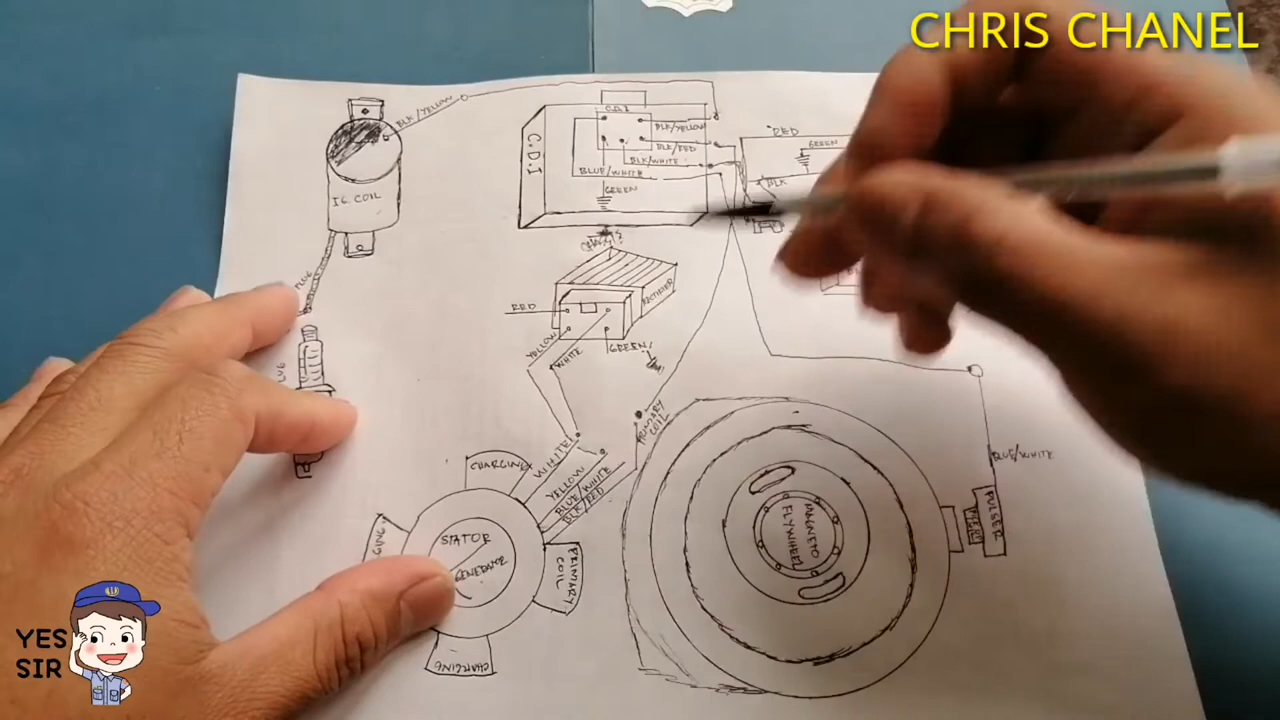 CHRIS CHANEL
BLK/YELLOW
IG COIL
PLUG
C.D.I
C.D.I
BLK/YELLOW
BLK/RED
BLK/WHITE
BLUE/WHITE
GREEN
RED
GREEN
BLK
RED
YELLOW
WHITE
GREEN
PRIMARY
COIL
CHARGING
WHITE
YELLOW
BLUE/WHITE
BLK/RED
STATOR
PRIMARY
COIL
CHARGING
MAGNETO
FLYWHEEL
BLUE/WHITE
PULSER
YES
SIR